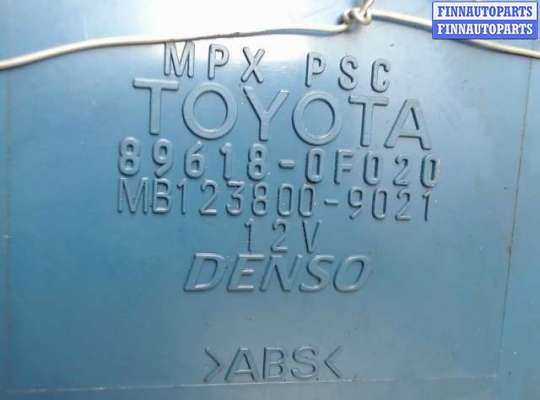 FINNAUTOPARTS
FINNAUTOPARTS
MPX PSC
TOYOTA
89618-0F020
MB123800-9021
12V
DENSO
>ABS<